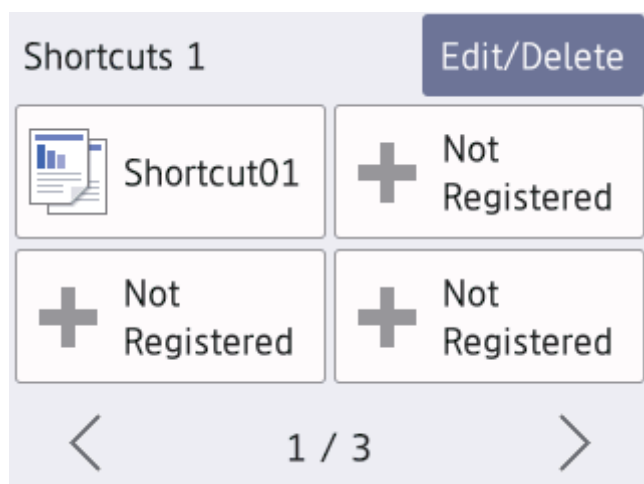 Shortcuts 1
Edit/Delete
Shortcut01
Not
Registered
Not
Registered
Not
Registered
1 / 3